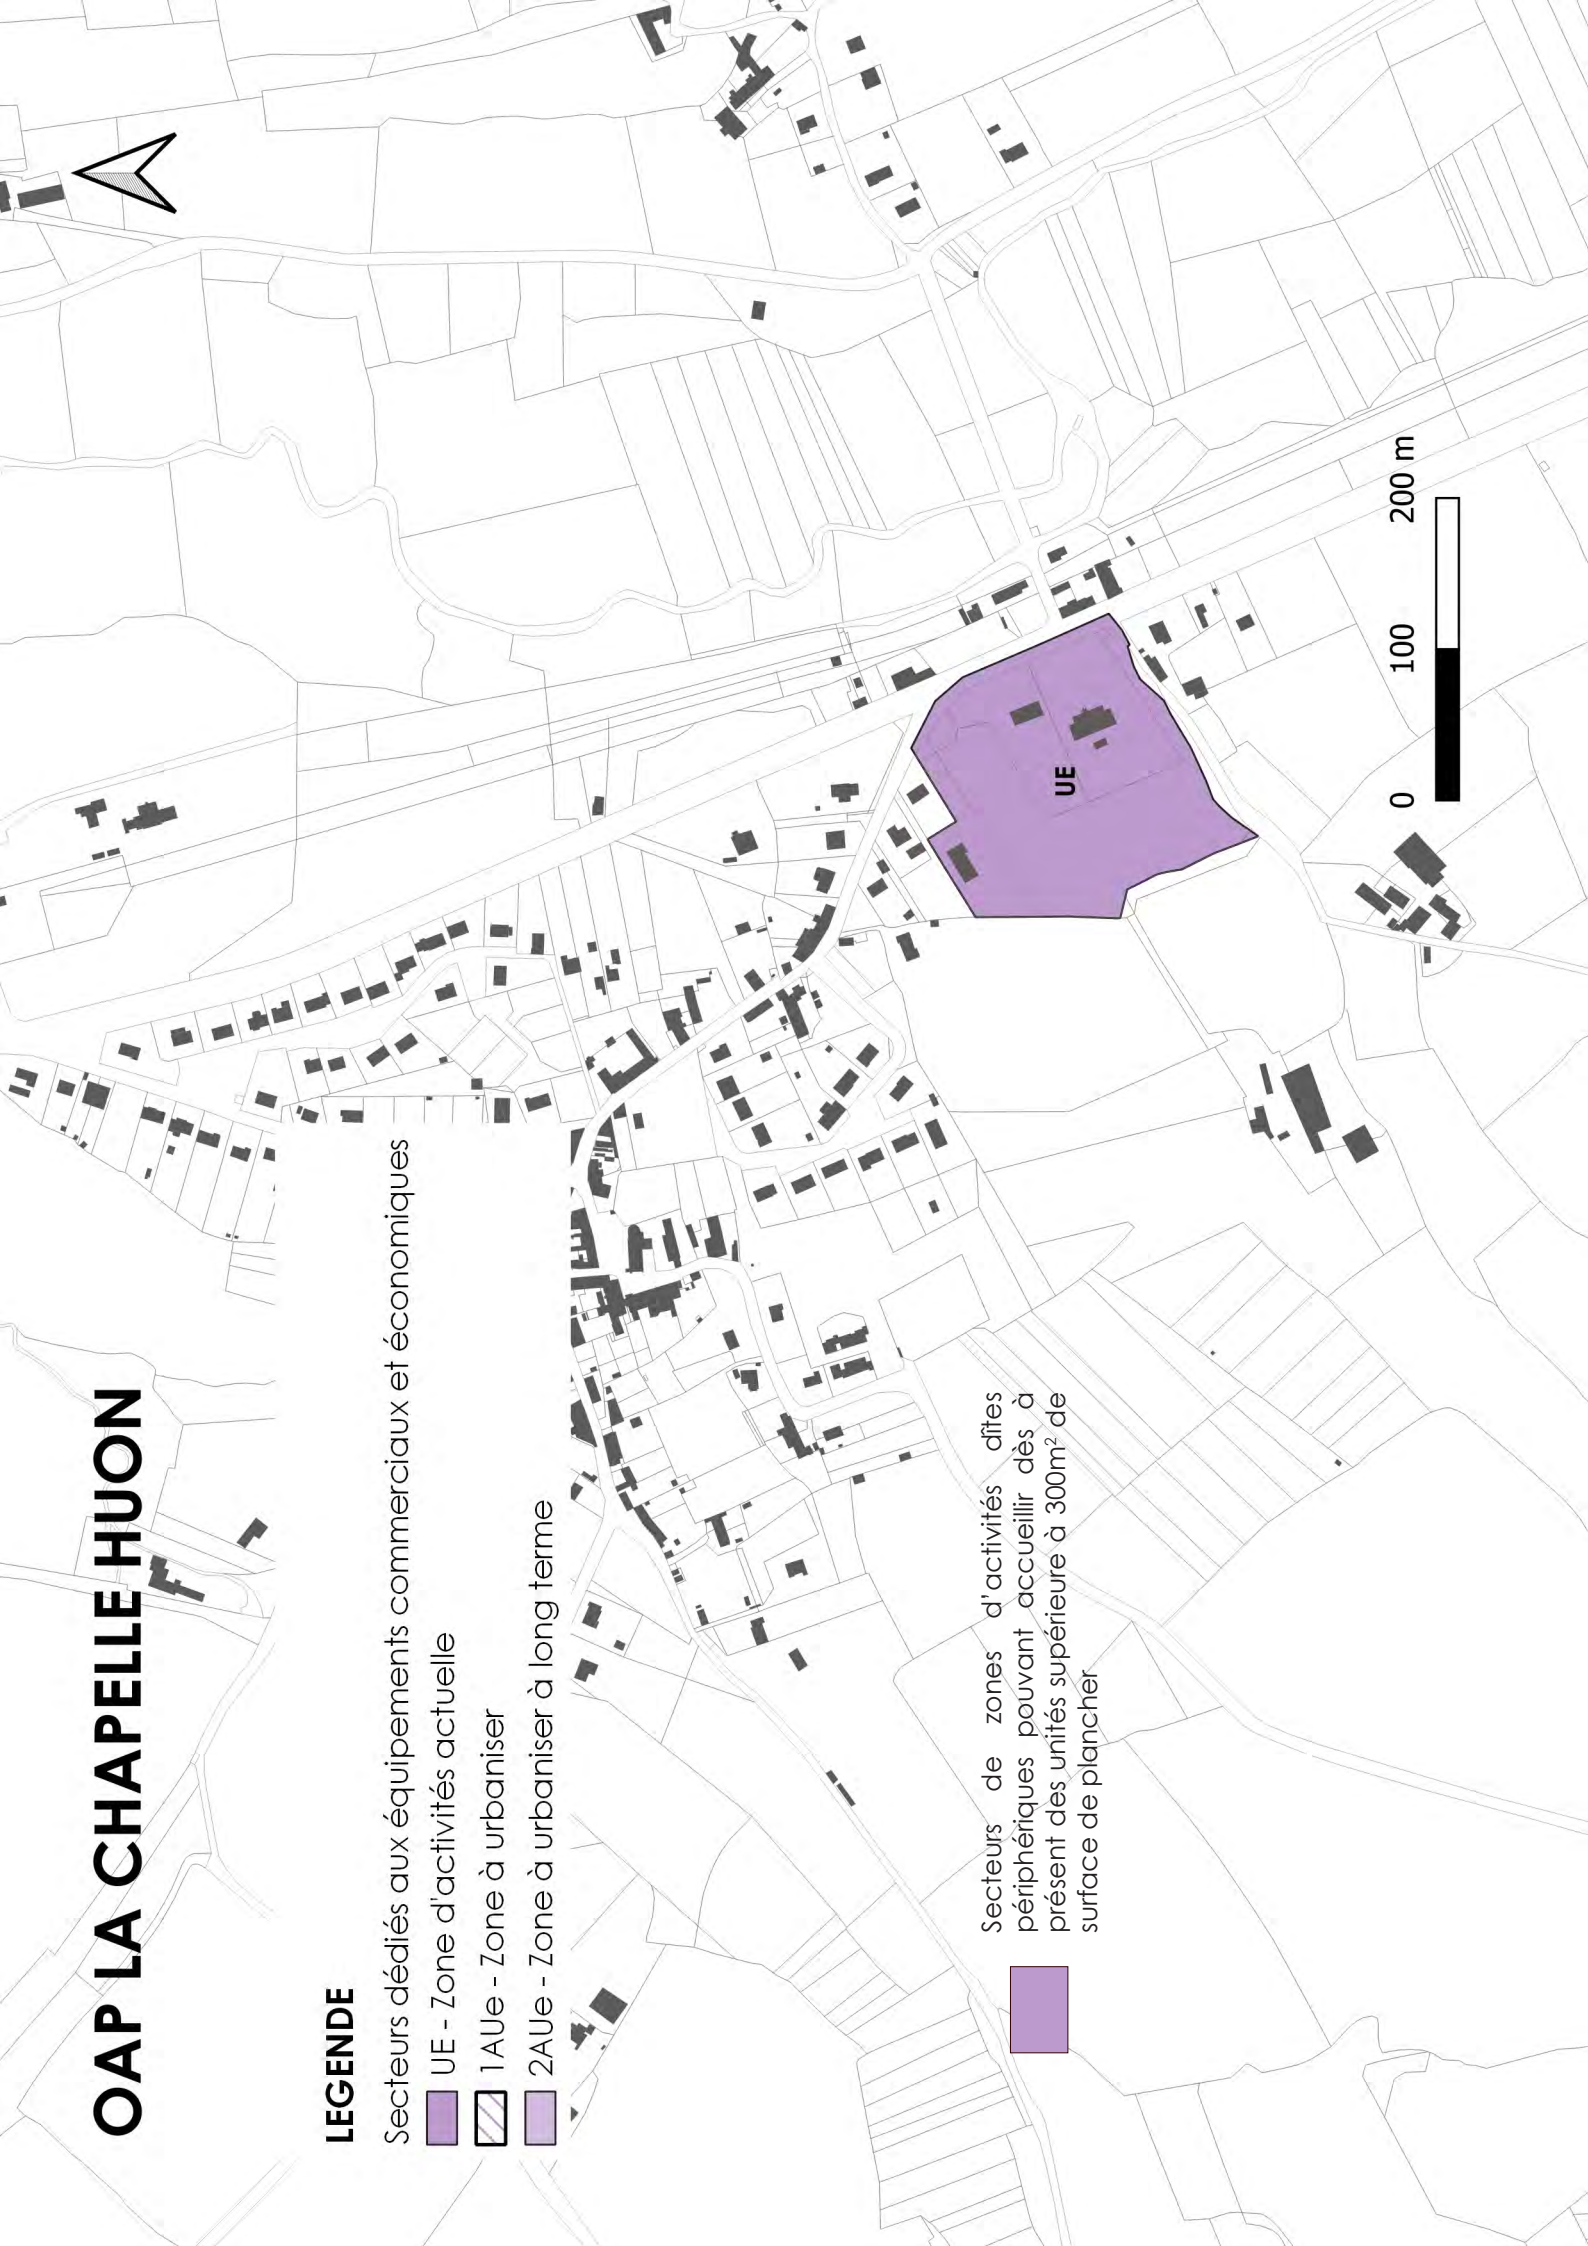 OAP LA CHAPELLE HUON
LEGENDE
Secteurs dédiés aux équipements commerciaux et économiques
UE - Zone d'activités actuelle
1AUe - Zone à urbaniser
2AUe - Zone à urbaniser à long terme
UE
Secteurs de zones d'activités dîtes
périphériques pouvant accueillir dès à
présent des unités supérieure à 300m² de
surface de plancher
0 100 200 m